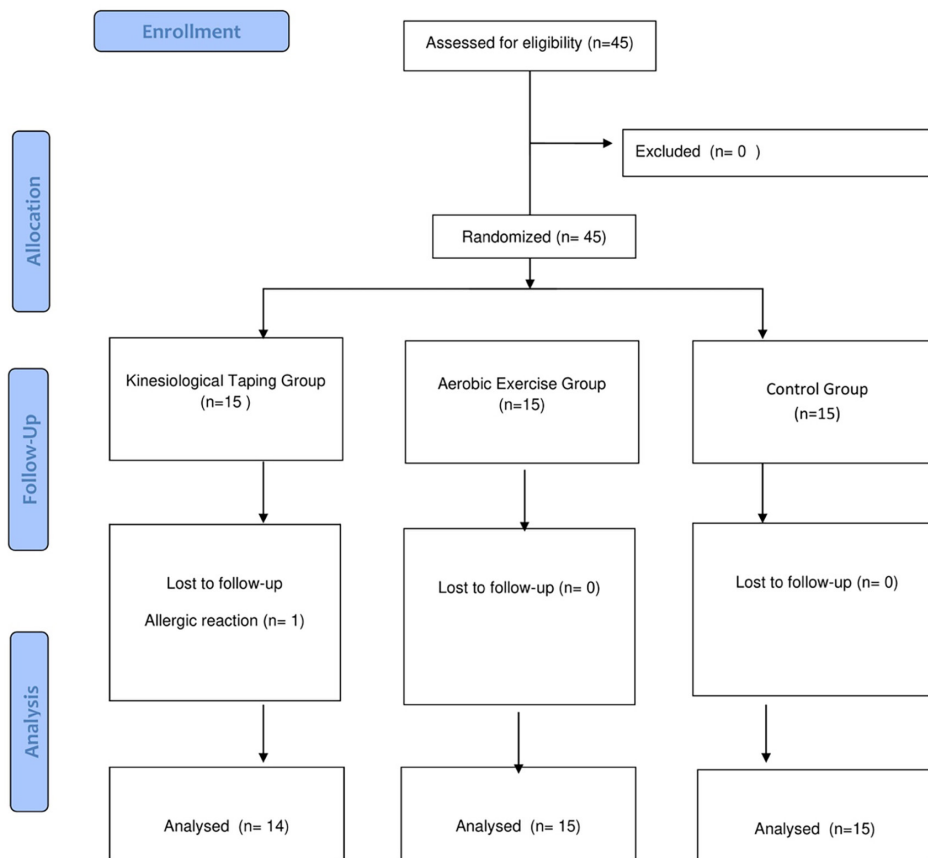 Enrollment
Assessed for eligibility (n=45)
Excluded (n= 0 )
Allocation
Randomized (n= 45)
Kinesiological Taping Group
(n=15 )
Aerobic Exercise Group
(n=15)
Control Group
(n=15)
Follow-Up
Lost to follow-up
Allergic reaction (n= 1)
Lost to follow-up (n= 0)
Lost to follow-up (n= 0)
Analysis
Analysed (n= 14)
Analysed (n= 15)
Analysed (n=15)